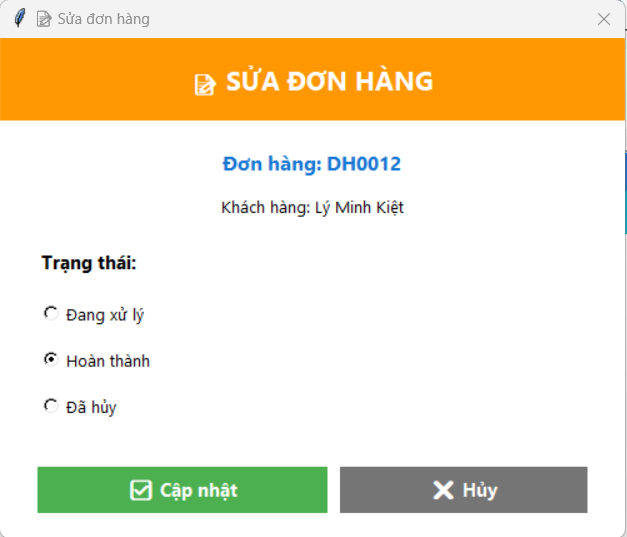 Sửa đơn hàng
SỬA ĐƠN HÀNG
Đơn hàng: DH0012
Khách hàng: Lý Minh Kiệt
Trạng thái:
Đang xử lý
Hoàn thành
Đã hủy
Cập nhật
Hủy